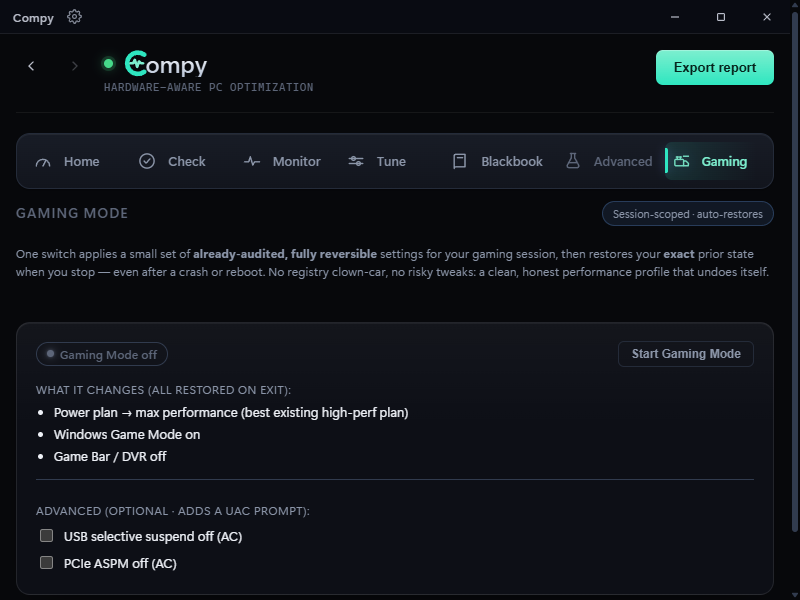 Compy
Compy
HARDWARE-AWARE PC OPTIMIZATION
Export report
Home
Check
Monitor
Tune
Blackbook
Advanced
Gaming
GAMING MODE
Session-scoped · auto-restores
One switch applies a small set of already-audited, fully reversible settings for your gaming session, then restores your exact prior state
when you stop — even after a crash or reboot. No registry clown-car, no risky tweaks: a clean, honest performance profile that undoes itself.
Gaming Mode off
Start Gaming Mode
WHAT IT CHANGES (ALL RESTORED ON EXIT):
• Power plan → max performance (best existing high-perf plan)
• Windows Game Mode on
• Game Bar / DVR off
ADVANCED (OPTIONAL · ADDS A UAC PROMPT):
USB selective suspend off (AC)
PCIe ASPM off (AC)